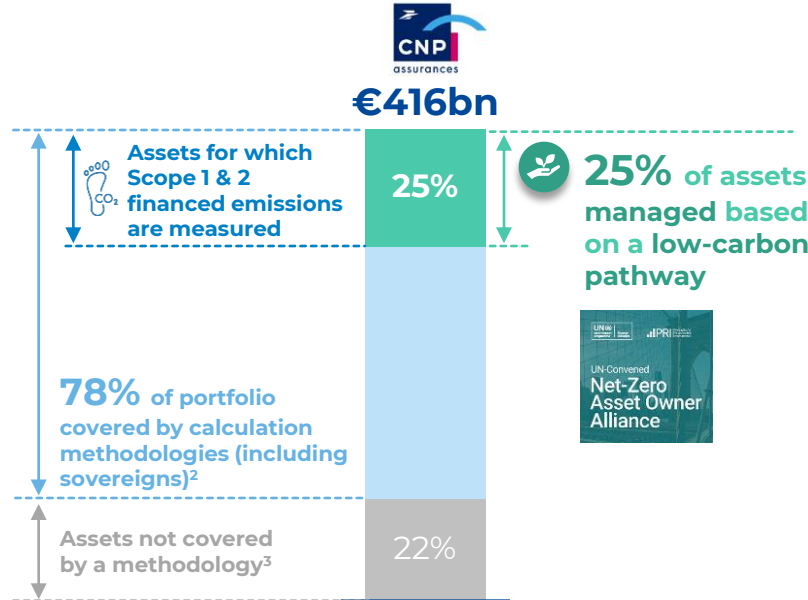 CNP
assurances
€416bn
Assets for which
Scope 1 & 2
financed emissions
are measured
CO₂
25%
25% of assets
managed based
on a low-carbon
pathway
UN
PRI
UN-Convened
Net-Zero
Asset Owner
Alliance
78% of portfolio
covered by calculation
methodologies (including
sovereigns)²
Assets not covered
by a methodology³
22%